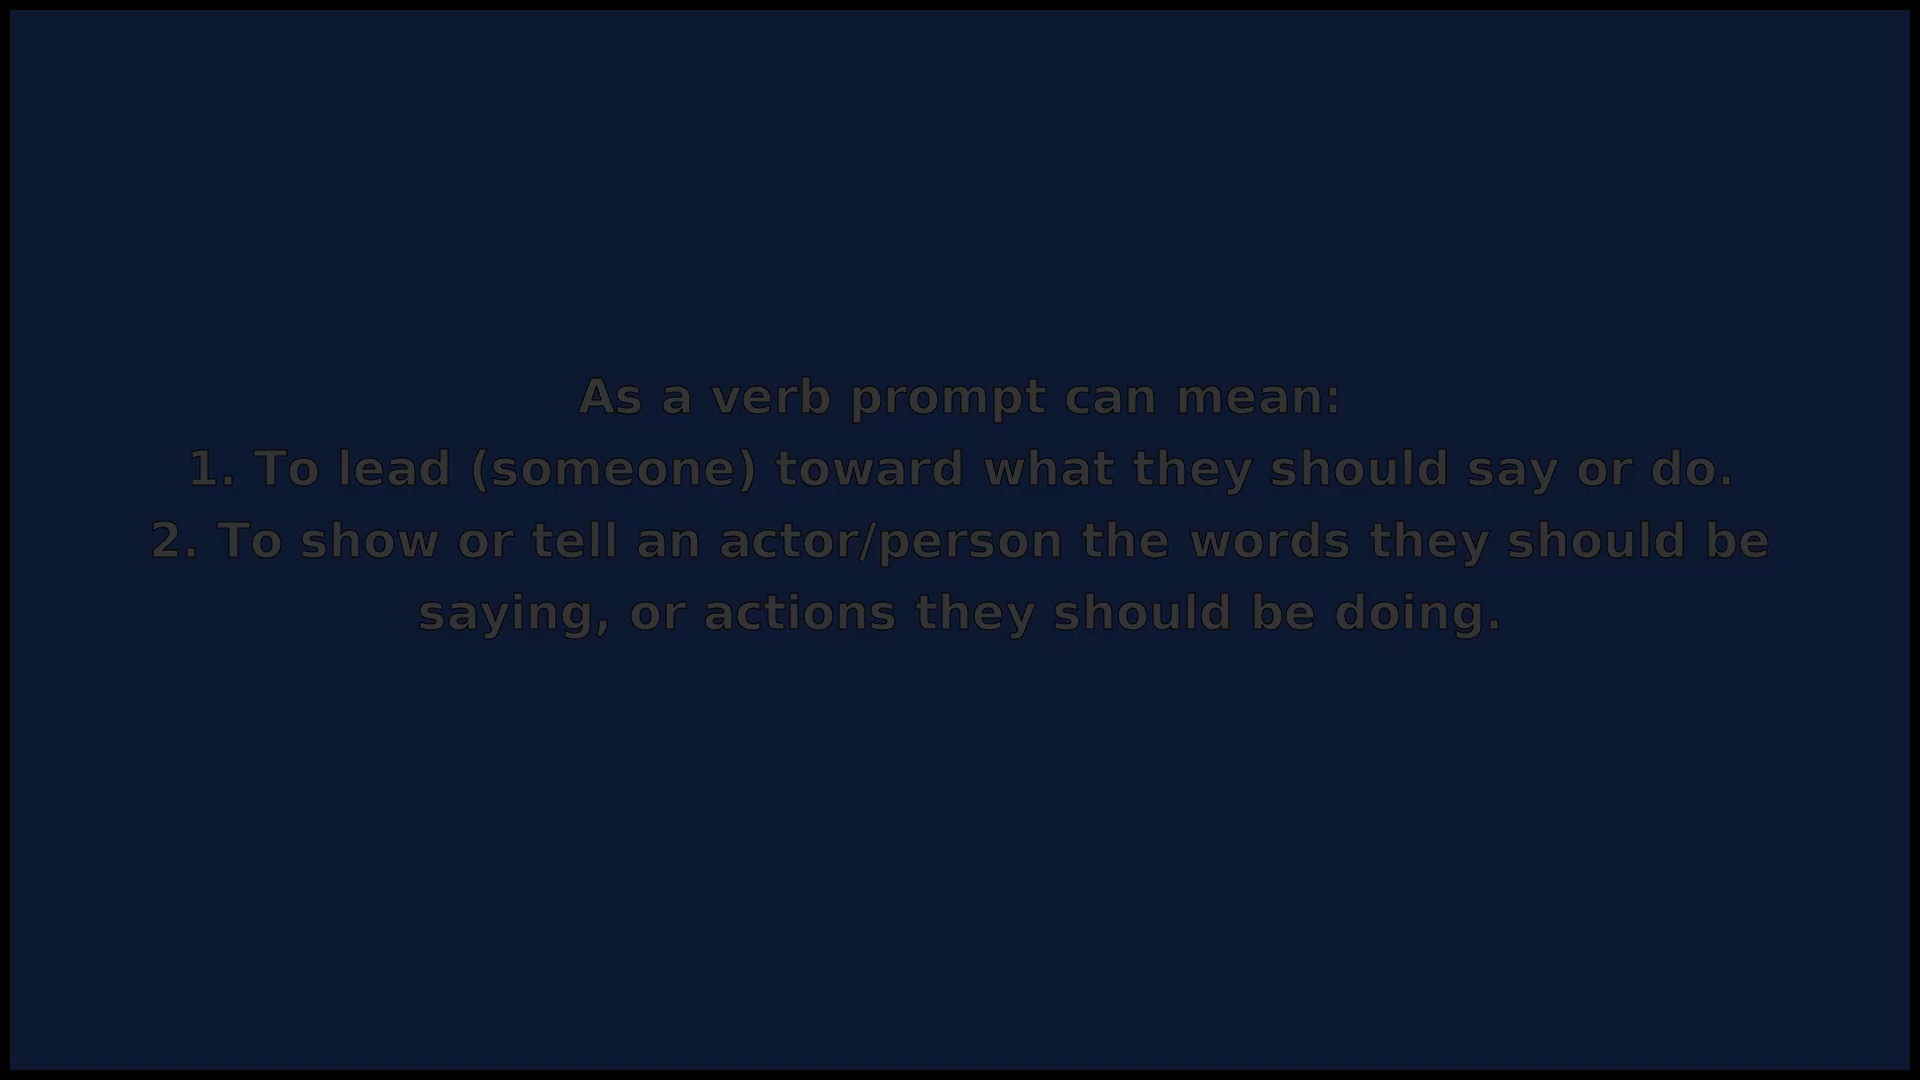 As a verb prompt can mean:
1. To lead (someone) toward what they should say or do.
2. To show or tell an actor/person the words they should be
saying, or actions they should be doing.